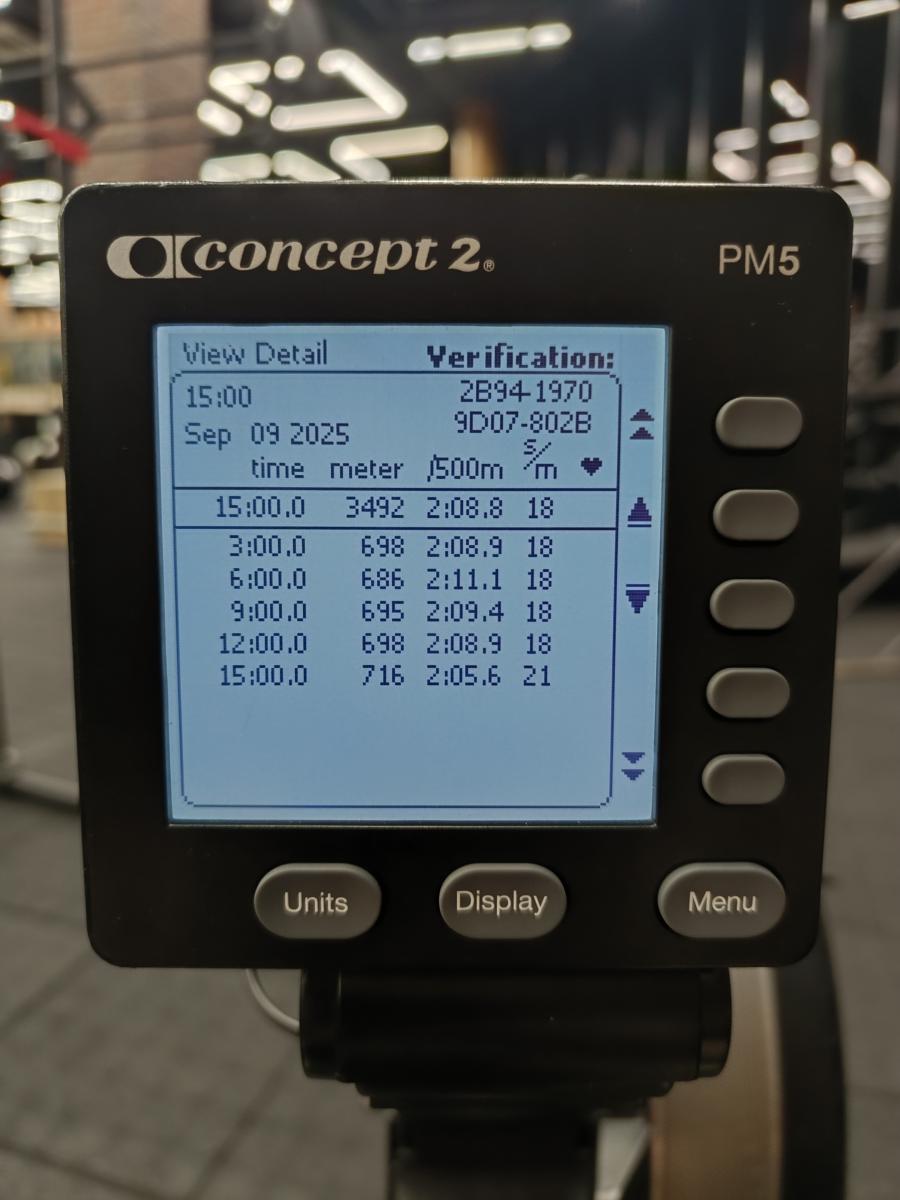 concept 2®
PM5
View Detail Verification:
15:00 2B94-1970
9D07-802B
Sep 09 2025
time meter /500m s/m ♥
15:00.0 3492 2:08.8 18
3:00.0 698 2:08.9 18
6:00.0 686 2:11.1 18
9:00.0 695 2:09.4 18
12:00.0 698 2:08.9 18
15:00.0 716 2:05.6 21
Units Display Menu